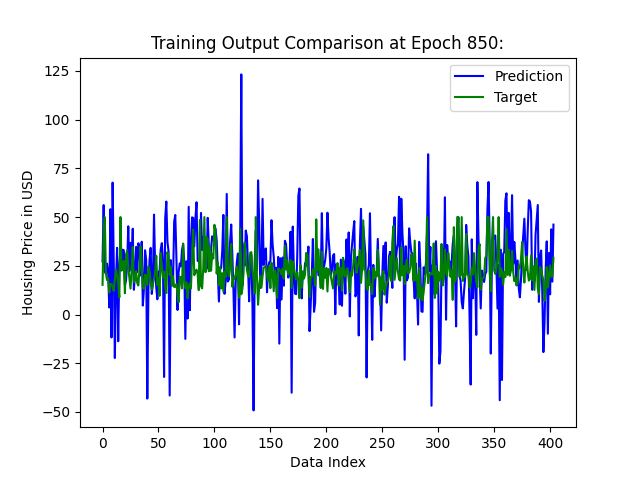 Training Output Comparison at Epoch 850:
Prediction
Target
Housing Price in USD
125
100
75
50
25
0
−25
−50
0 50 100 150 200 250 300 350 400
Data Index